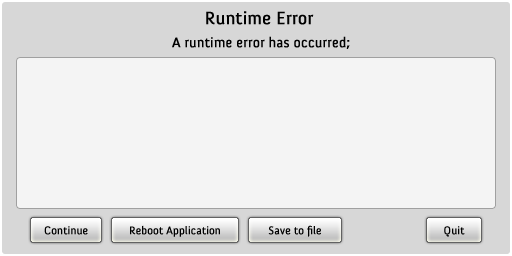 Runtime Error
A runtime error has occurred;
Continue Reboot Application Save to file Quit